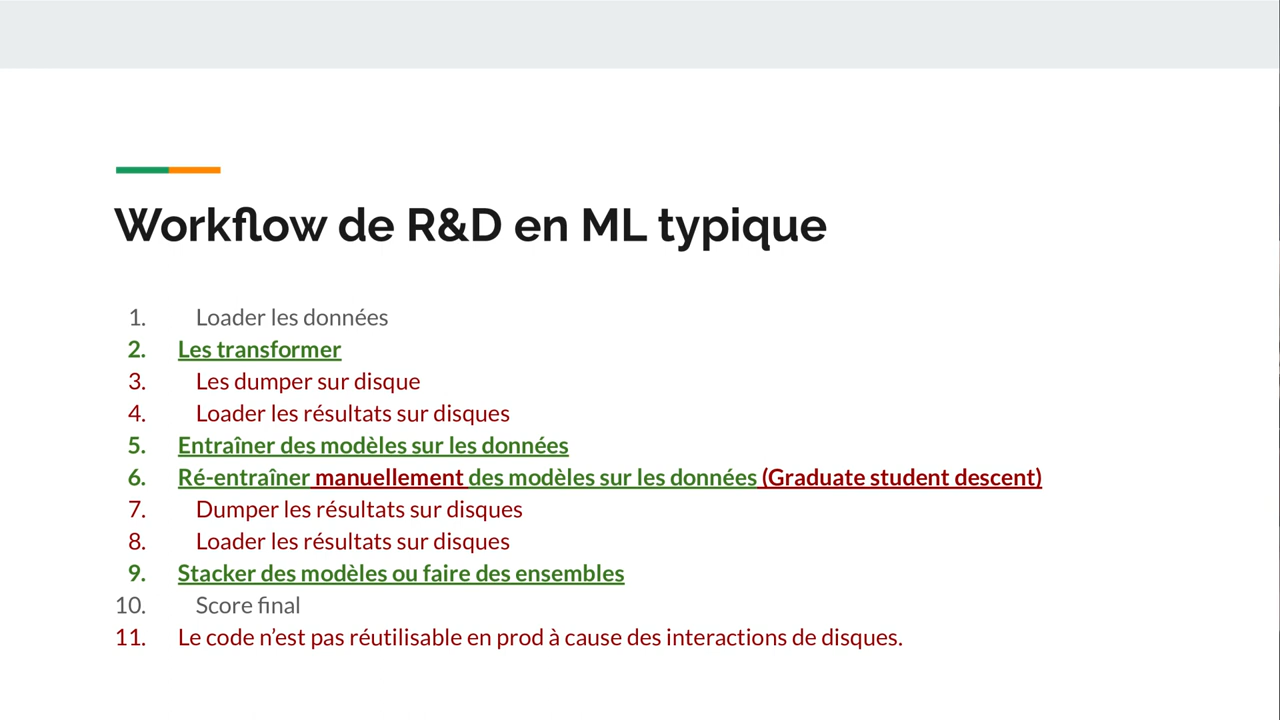 Workflow de R&D en ML typique
1. Loader les données
2. Les transformer
3. Les dumper sur disque
4. Loader les résultats sur disques
5. Entraîner des modèles sur les données
6. Ré-entraîner manuellement des modèles sur les données (Graduate student descent)
7. Dumper les résultats sur disques
8. Loader les résultats sur disques
9. Stacker des modèles ou faire des ensembles
10. Score final
11. Le code n’est pas réutilisable en prod à cause des interactions de disques.